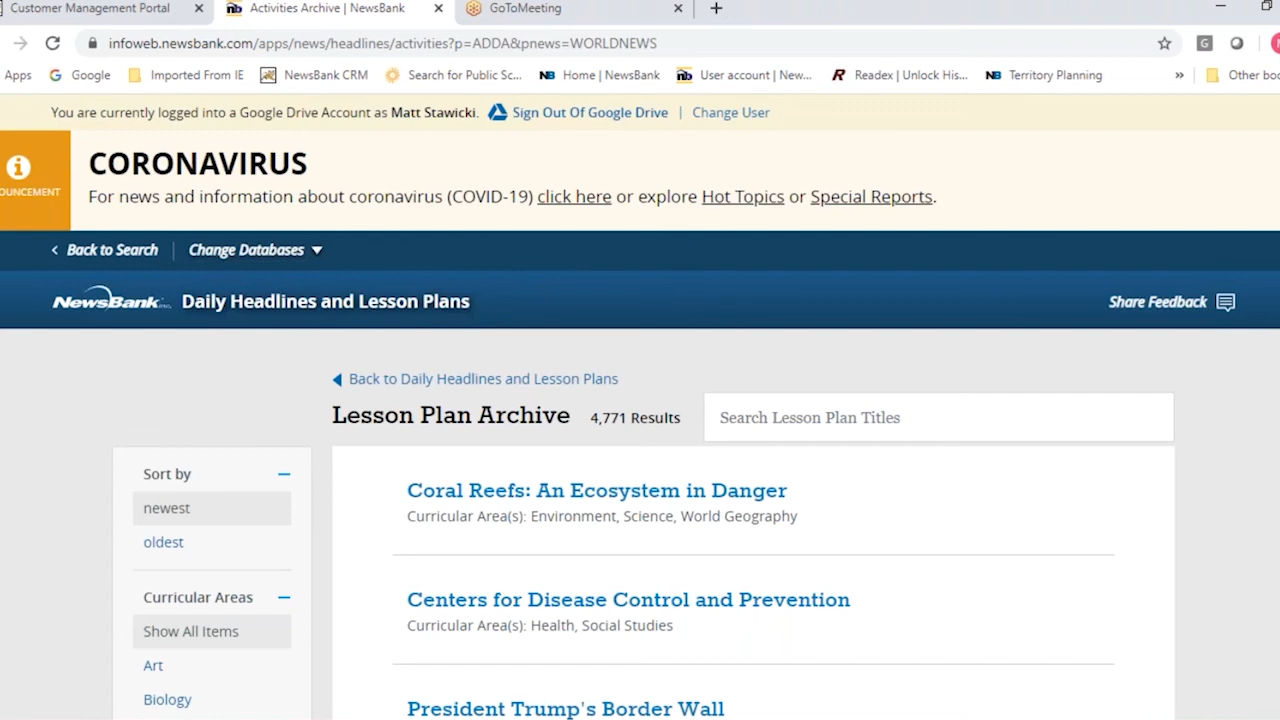 Customer Management Portal
Activities Archive | NewsBank
GoToMeeting
infoweb.newsbank.com/apps/news/headlines/activities?p=ADDA&pnews=WORLDNEWS
Apps
Google
Imported From IE
NewsBank CRM
Search for Public Sc...
Home | NewsBank
User account | New...
Readex | Unlock His...
Territory Planning
»
Other boo
You are currently logged into a Google Drive Account as Matt Stawicki.
Sign Out Of Google Drive | Change User
OUNCEMENT
CORONAVIRUS
For news and information about coronavirus (COVID-19) click here or explore Hot Topics or Special Reports.
Back to Search
Change Databases
NewsBank inc. Daily Headlines and Lesson Plans
Share Feedback
Back to Daily Headlines and Lesson Plans
Lesson Plan Archive 4,771 Results
Search Lesson Plan Titles
Sort by
newest
oldest
Curricular Areas
Show All Items
Art
Biology
Coral Reefs: An Ecosystem in Danger
Curricular Area(s): Environment, Science, World Geography
Centers for Disease Control and Prevention
Curricular Area(s): Health, Social Studies
President Trump's Border Wall